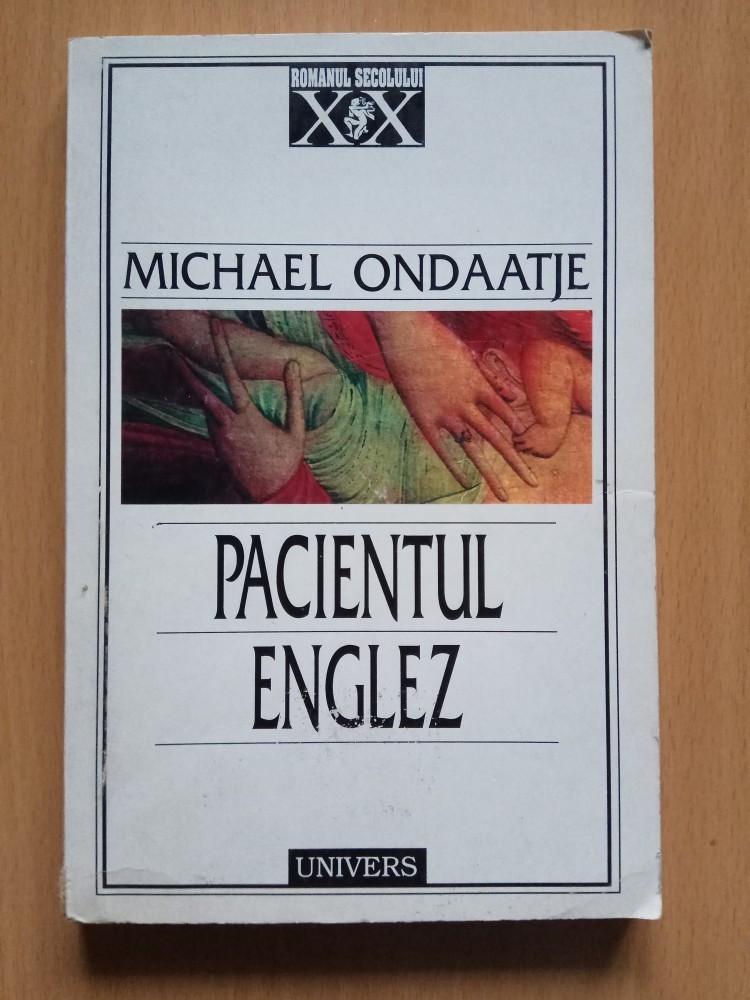 ROMANUL SECOLULUI
XX
MICHAEL ONDAATJE
PACIENTUL
ENGLEZ
UNIVERS